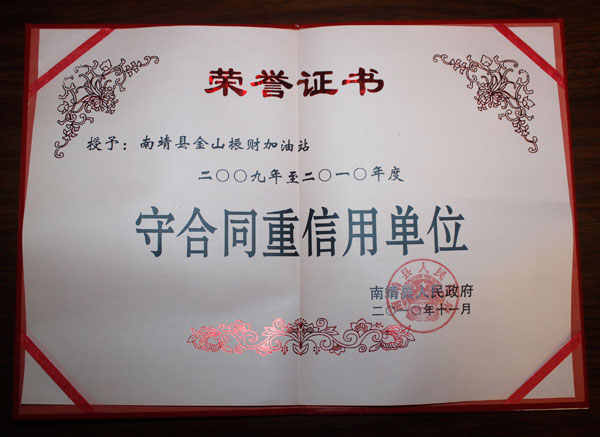 荣誉证书
授予：南靖县金山振财加油站
二〇〇九年至二〇一〇年度
守合同重信用单位
南靖县人民政府
二〇一〇年十一月